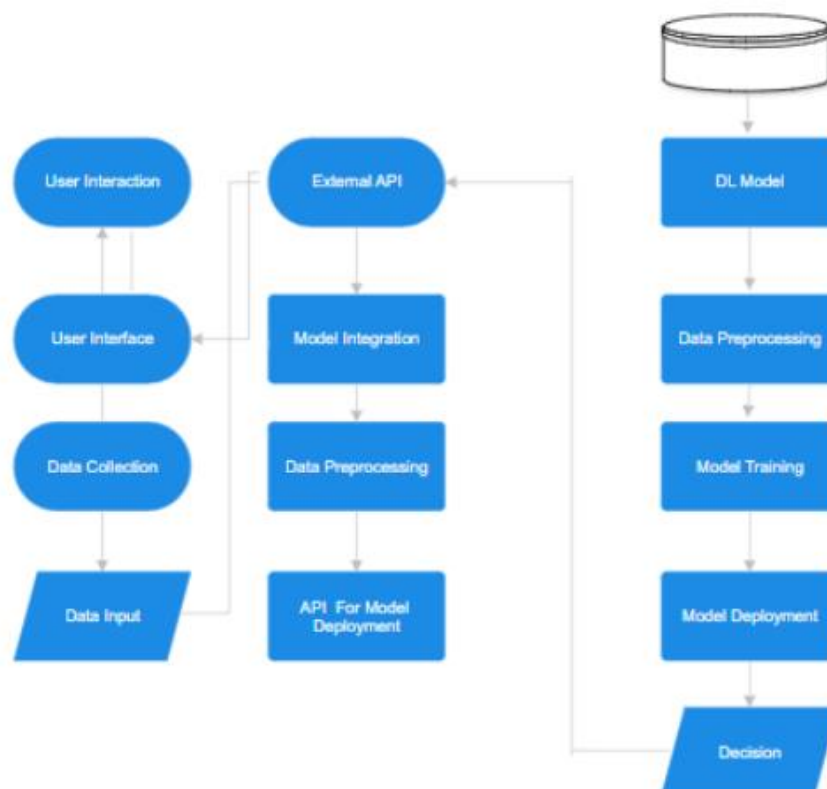 User Interaction
External API
DL Model
User Interface
Model Integration
Data Preprocessing
Data Collection
Data Preprocessing
Model Training
Data Input
API For Model
Deployment
Model Deployment
Decision